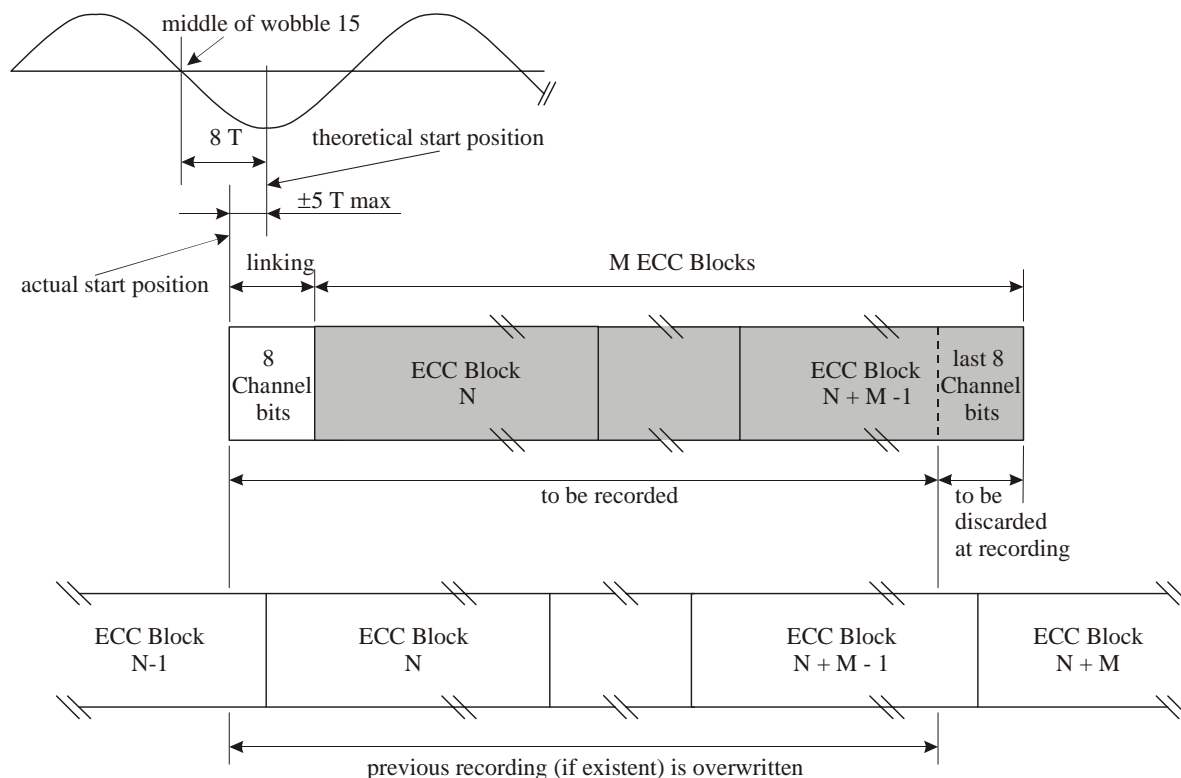 middle of wobble 15
8 T
theoretical start position
±5 T max
actual start position
linking
M ECC Blocks
8
Channel
bits
ECC Block
N
ECC Block
N + M -1
last 8
Channel
bits
to be recorded
to be
discarded
at recording
ECC Block
N-1
ECC Block
N
ECC Block
N + M - 1
ECC Block
N + M
previous recording (if existent) is overwritten